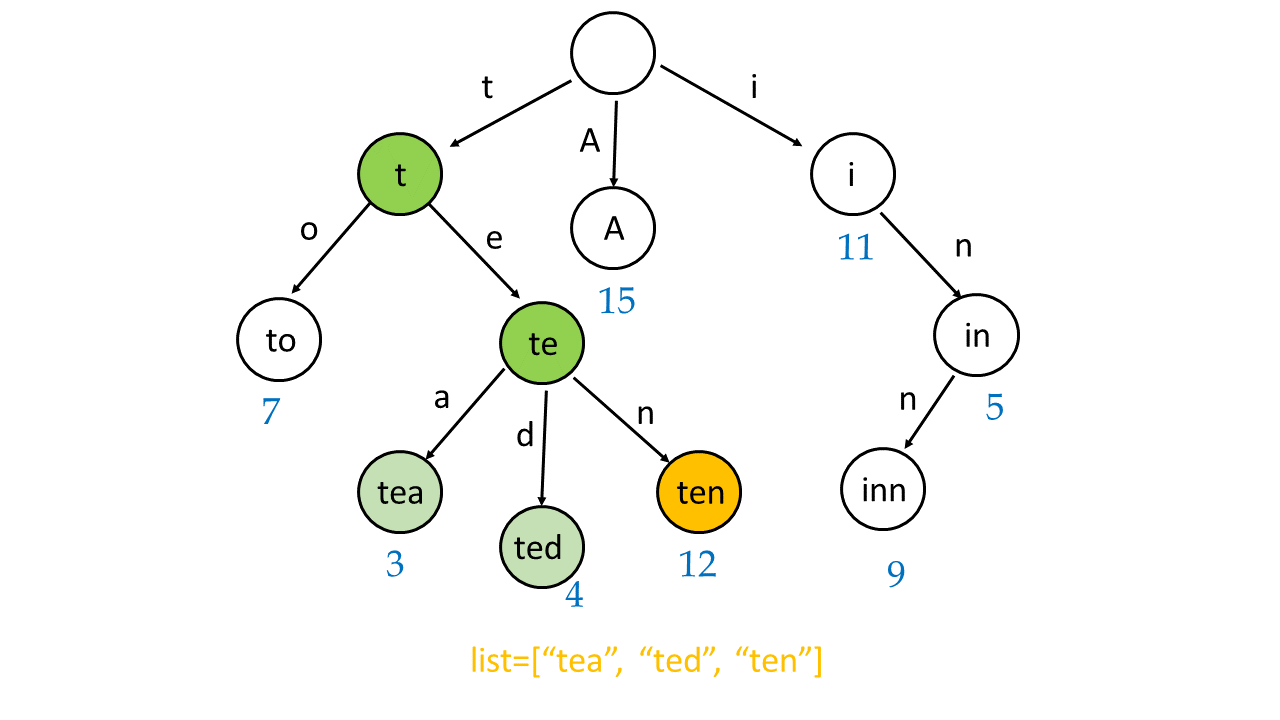 t
A
i
t
A
i
o
e
n
15
11
to
te
in
7
a
d
n
n
5
tea
ted
ten
inn
3
4
12
9
list=[“tea”, “ted”, “ten”]